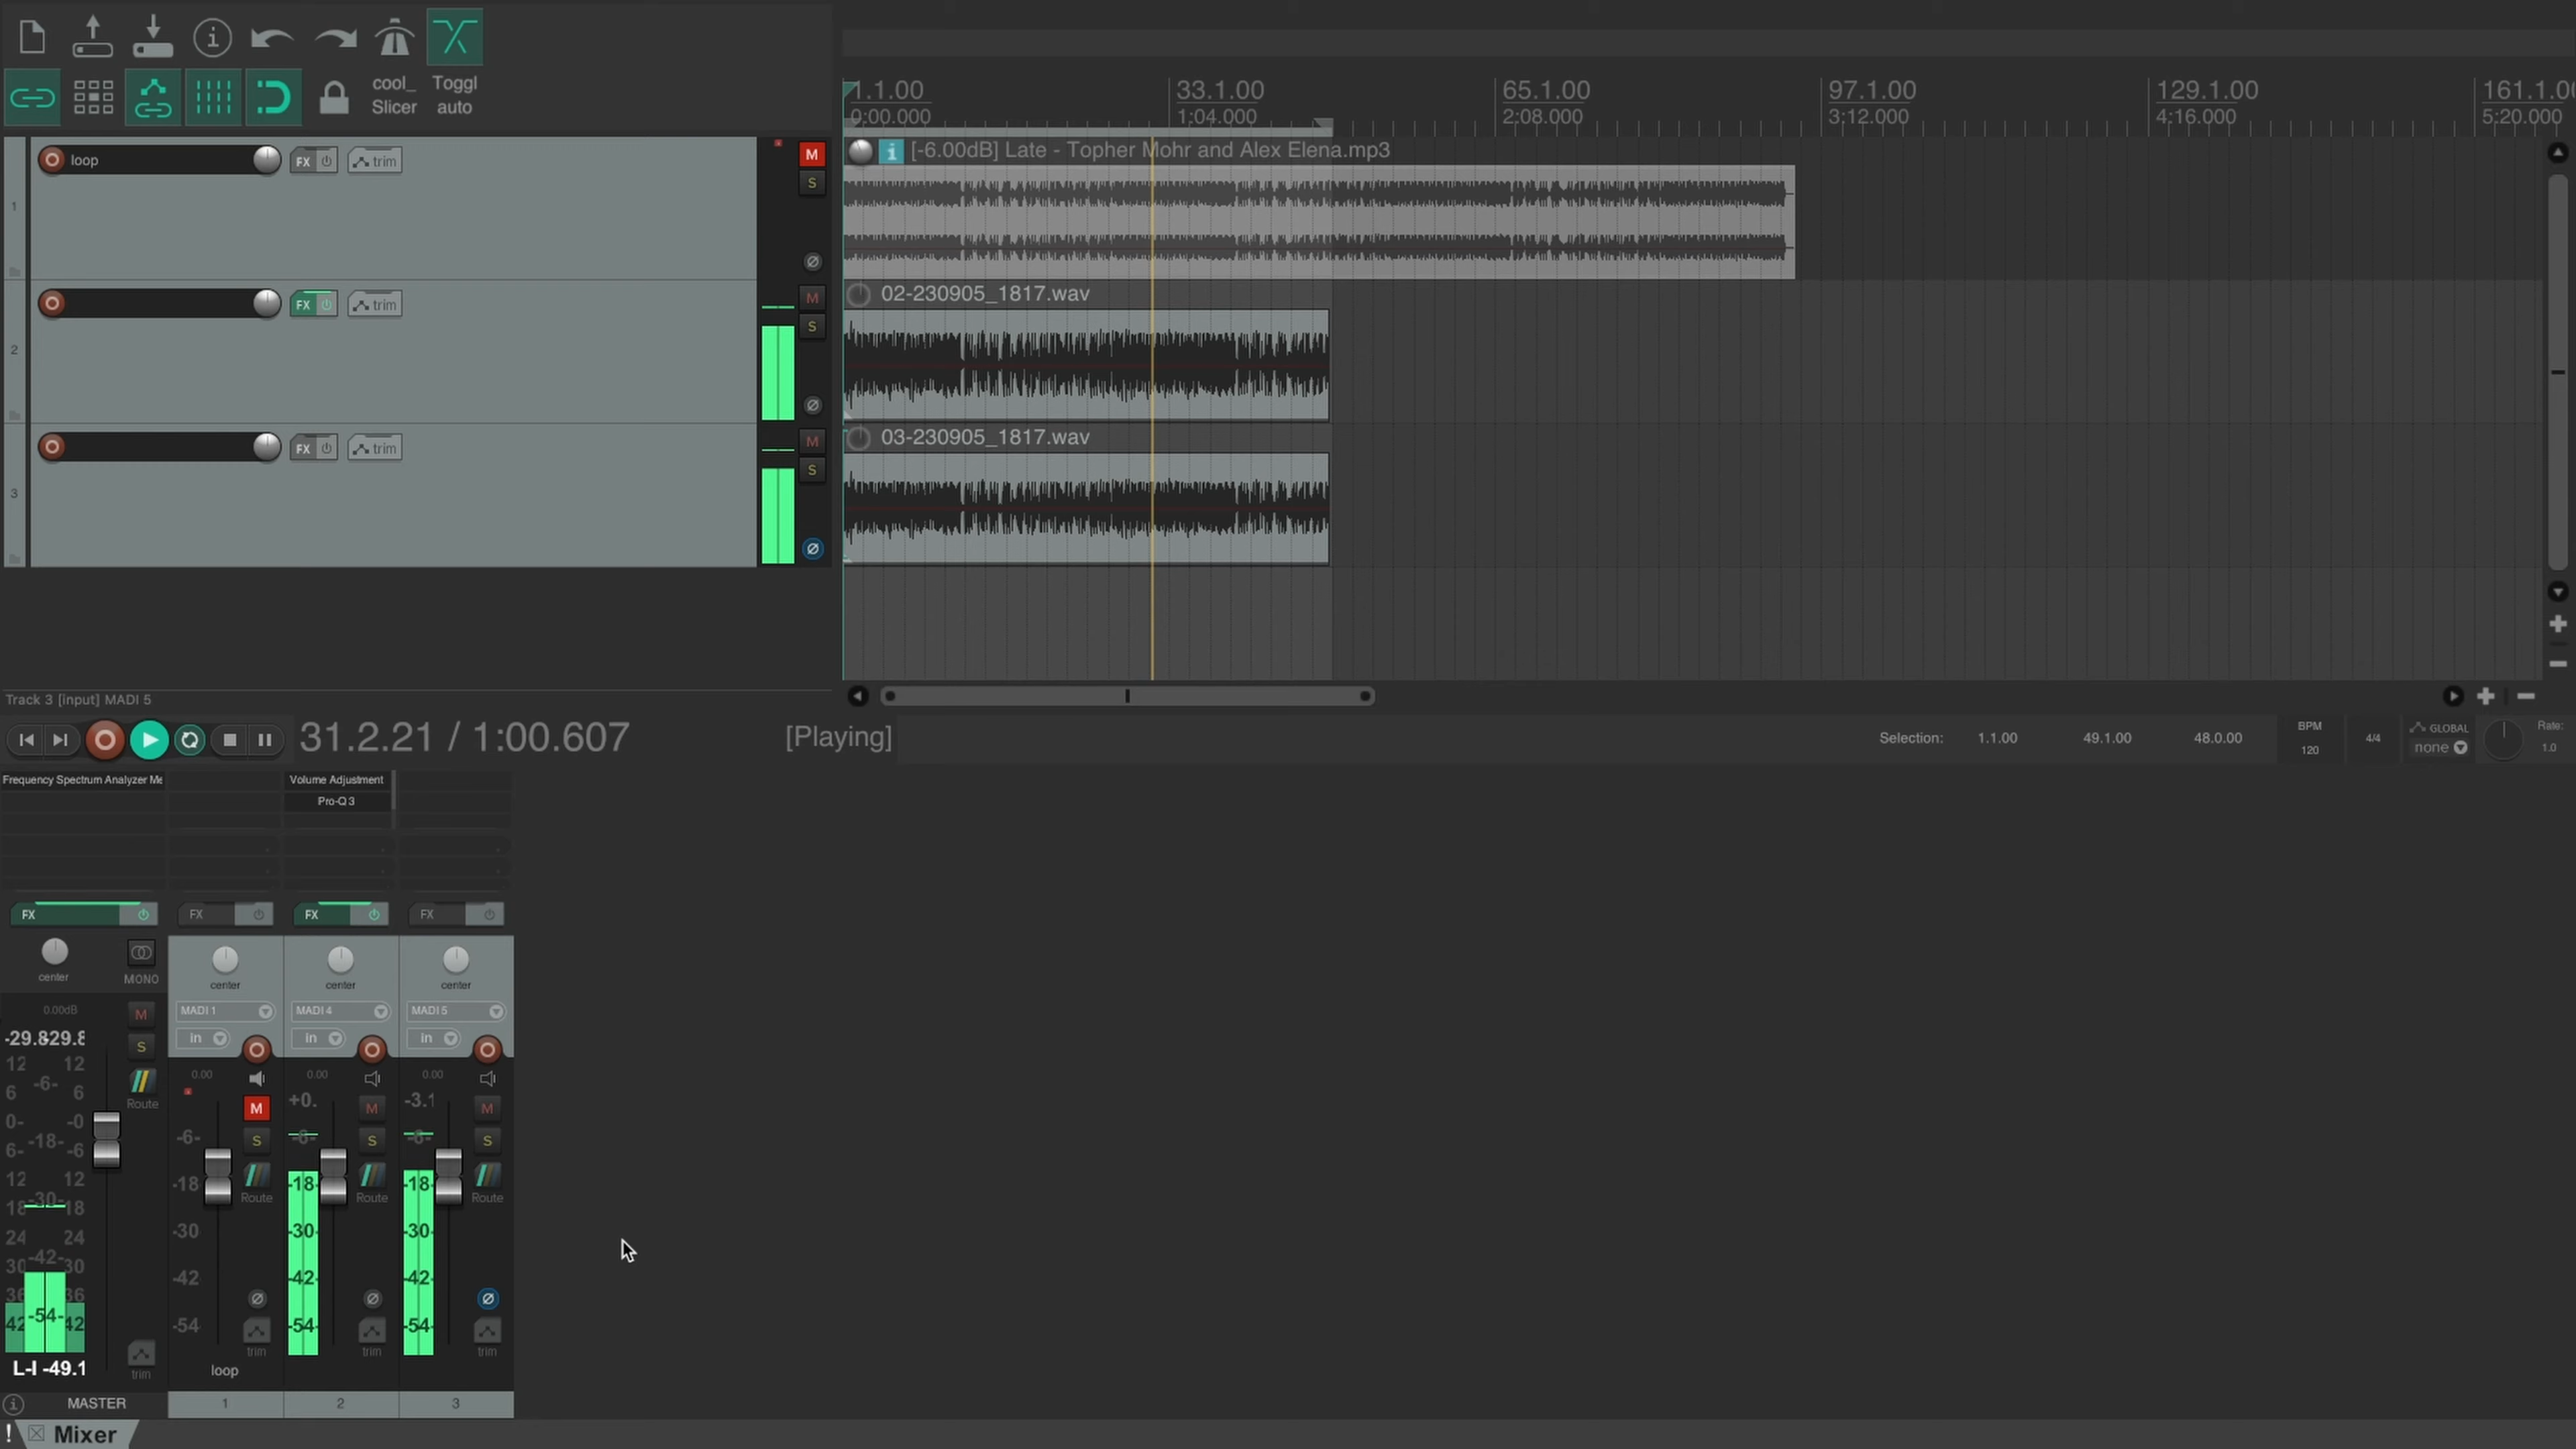 cool_ Toggl
Slicer auto
1.1.00 33.1.00 65.1.00 97.1.00 129.1.00 161.1.0
0:00.000 1:04.000 2:08.000 3:12.000 4:16.000 5:20.000
loop FX trim M
S
[-6.00dB] Late - Topher Mohr and Alex Elena.mp3
1
FX trim M
S
02-230905_1817.wav
2
FX trim M
S
03-230905_1817.wav
3
Track 3 [input] MADI 5
31.2.21 / 1:00.607 [Playing]
Selection: 1.1.00 49.1.00 48.0.00
BPM
120
4/4
GLOBAL
none
Rate:
1.0
Frequency Spectrum Analyzer Me
Volume Adjustment
Pro-Q 3
FX FX FX FX
center MONO center center center
MADI 1 MADI 4 MADI 5
in in in
0.00dB M 0.00 0.00 0.00
-29.8 -29.8 S M +0. M -3.1 M
12 12
6 -6- 6
0- -0
6- -18- -6
12 12
18 -30- 18
24 24
30 -42- 30
36 36
42 -54- 42
L-I -49.1
Route
trim
-6- S -6- S -6- S
-18 Route -18- Route -18- Route
-30 -30- -30-
-42 -42- -42-
-54 -54- -54-
trim trim trim
loop
MASTER 1 2 3
! Mixer